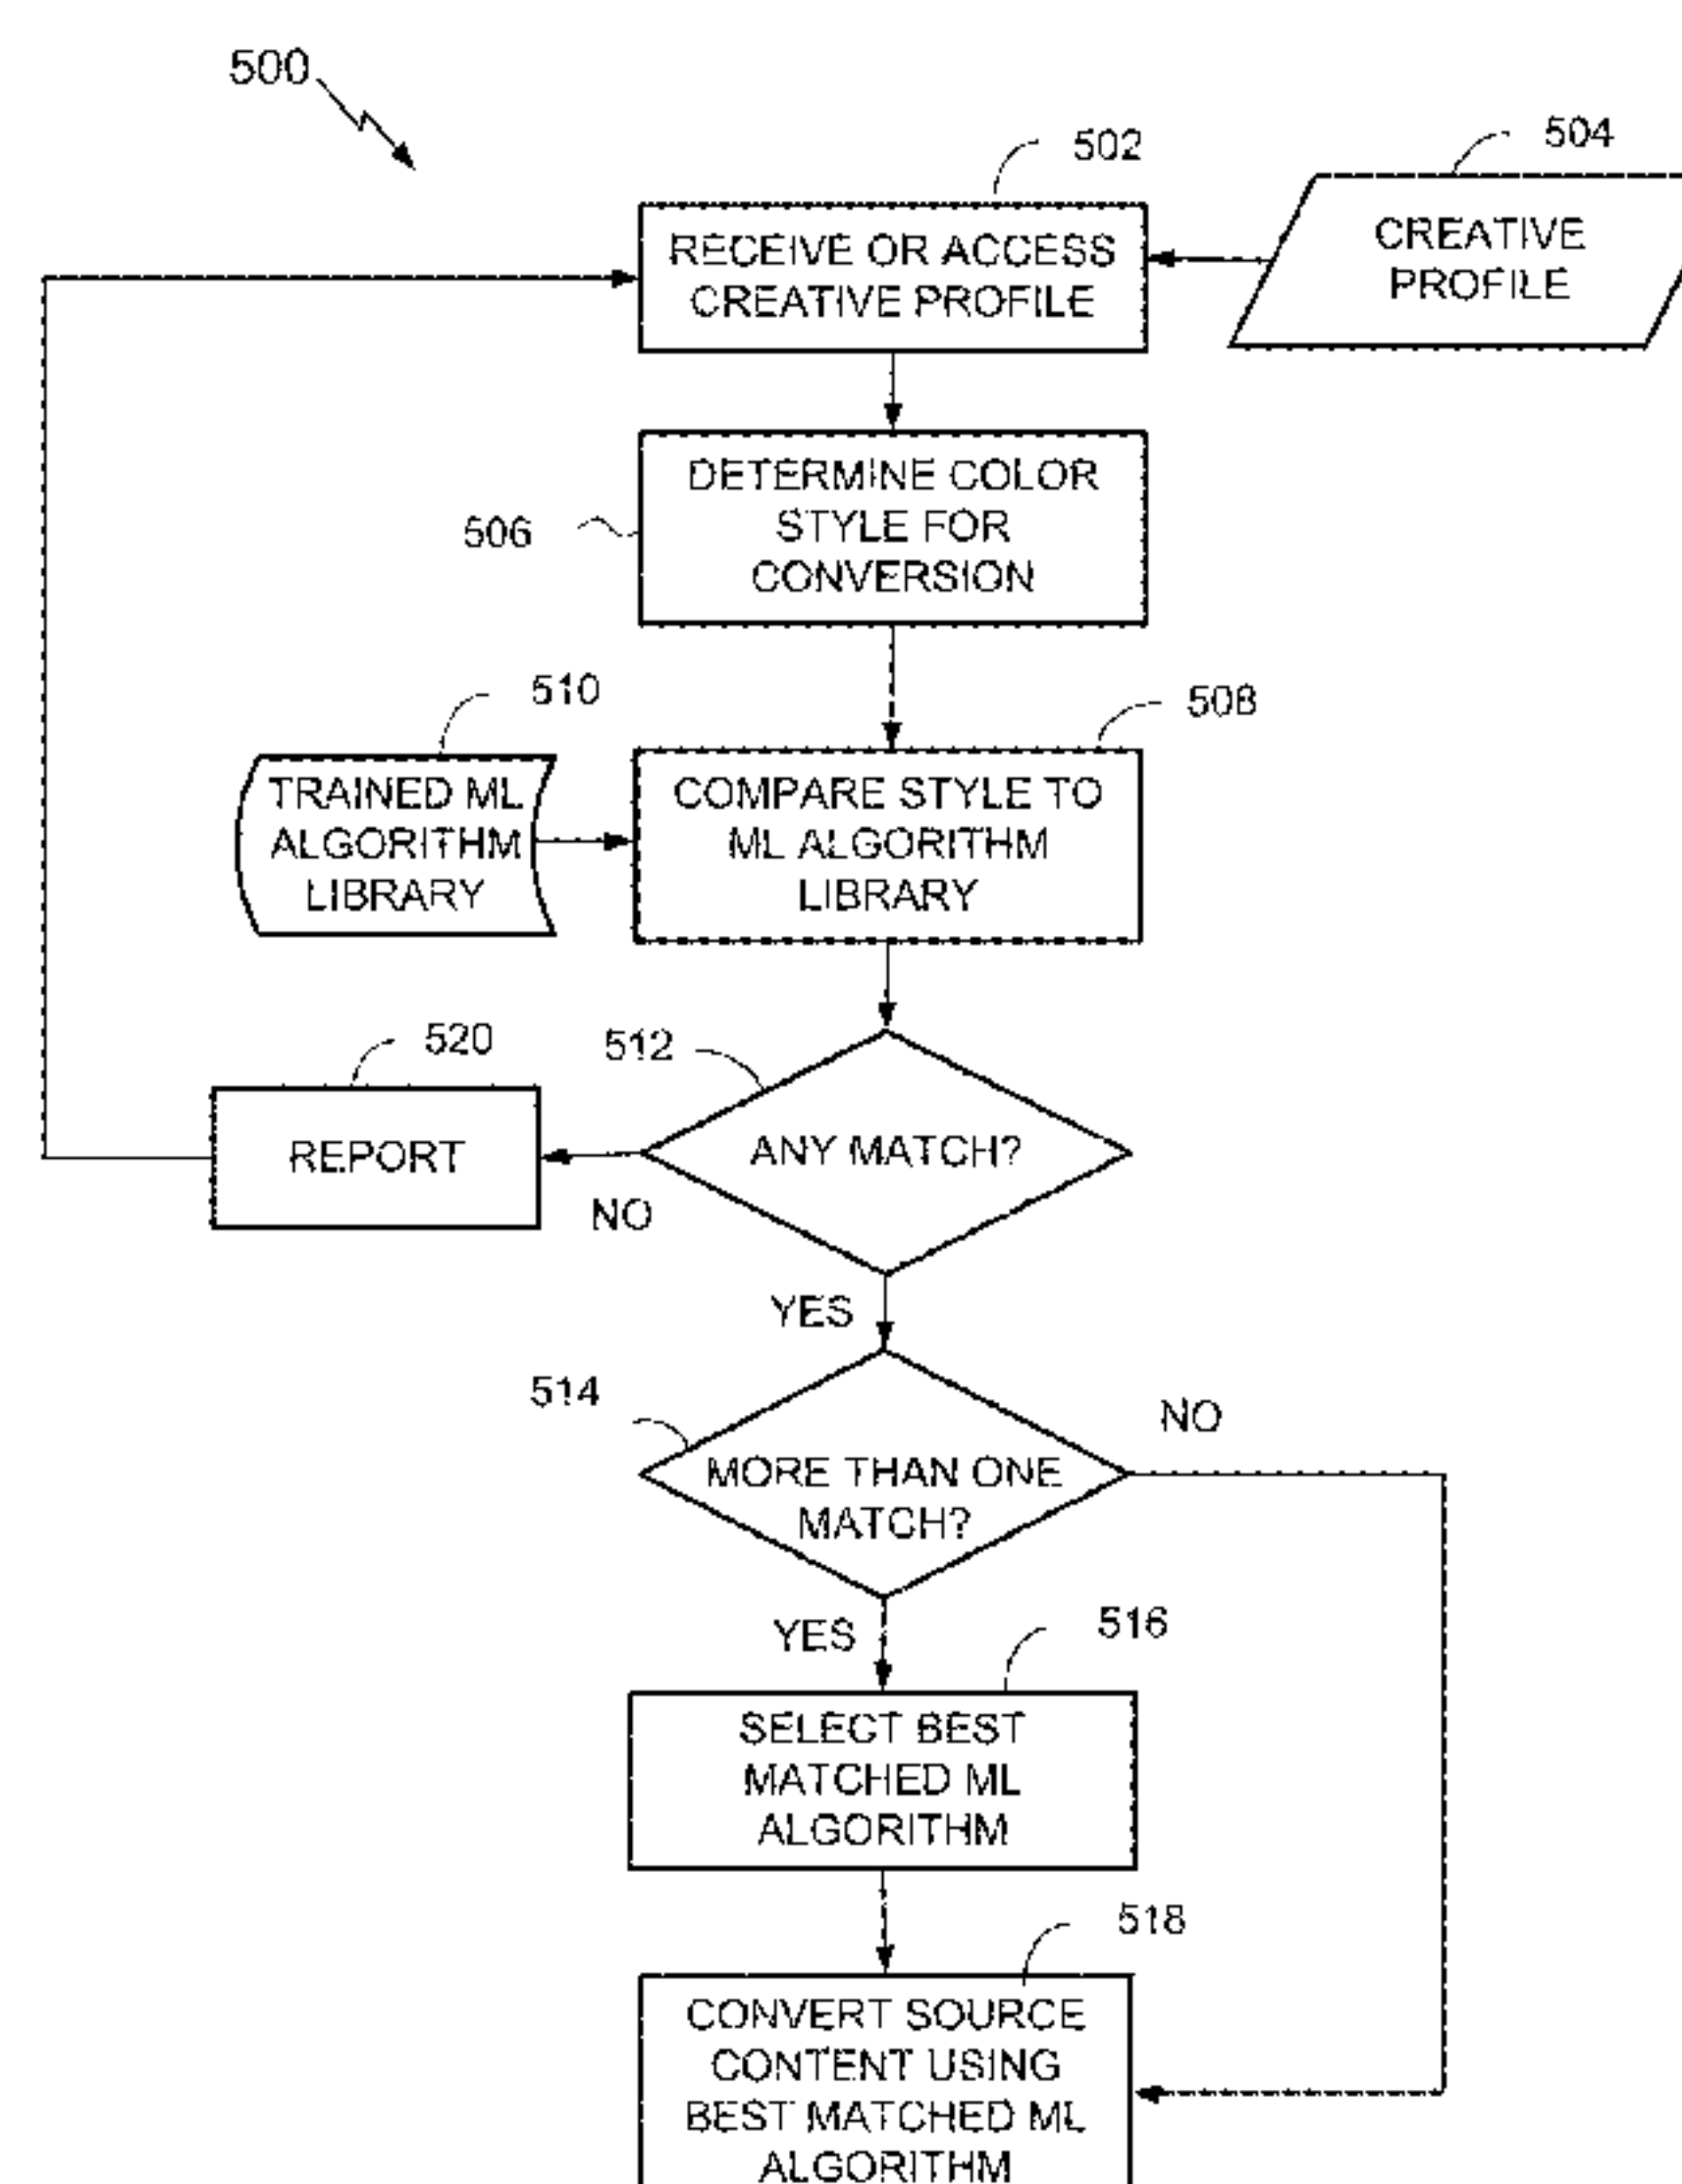 500
502
504
RECEIVE OR ACCESS
CREATIVE PROFILE
CREATIVE
PROFILE
506
DETERMINE COLOR
STYLE FOR
CONVERSION
510
508
TRAINED ML
ALGORITHM
LIBRARY
COMPARE STYLE TO
ML ALGORITHM
LIBRARY
520
512
REPORT
ANY MATCH?
NO
YES
514
NO
MORE THAN ONE
MATCH?
YES
516
SELECT BEST
MATCHED ML
ALGORITHM
518
CONVERT SOURCE
CONTENT USING
BEST MATCHED ML
ALGORITHM